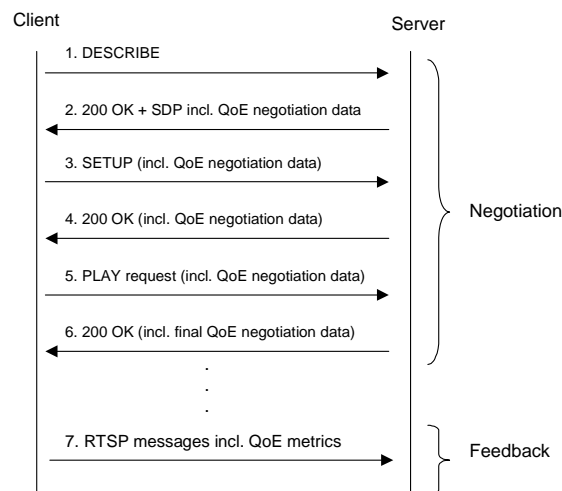 Client
Server
1. DESCRIBE
2. 200 OK + SDP incl. QoE negotiation data
3. SETUP (incl. QoE negotiation data)
4. 200 OK (incl. QoE negotiation data)
Negotiation
5. PLAY request (incl. QoE negotiation data)
6. 200 OK (incl. final QoE negotiation data)
.
.
.
7. RTSP messages incl. QoE metrics
Feedback